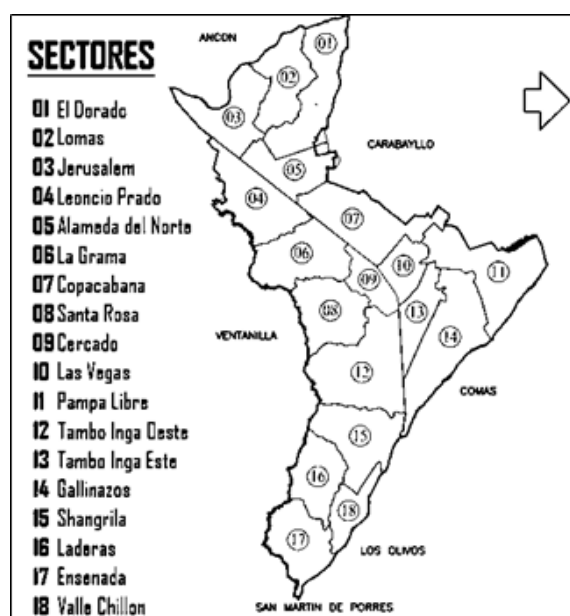 SECTORES
01 El Dorado
02 Lomas
03 Jerusalem
04 Leoncio Prado
05 Alameda del Norte
06 La Grama
07 Copacabana
08 Santa Rosa
09 Cercado
10 Las Vegas
11 Pampa Libre
12 Tambo Inga Oeste
13 Tambo Inga Este
14 Gallinazos
15 Shangrila
16 Laderas
17 Ensenada
18 Valle Chillon
ANCON
01
02
03
CARABAYLLO
05
04
07
06
10
11
09
13
08
VENTANILLA
14
12
COMAS
15
16
18
17
LOS OLIVOS
SAN MARTIN DE PORRES